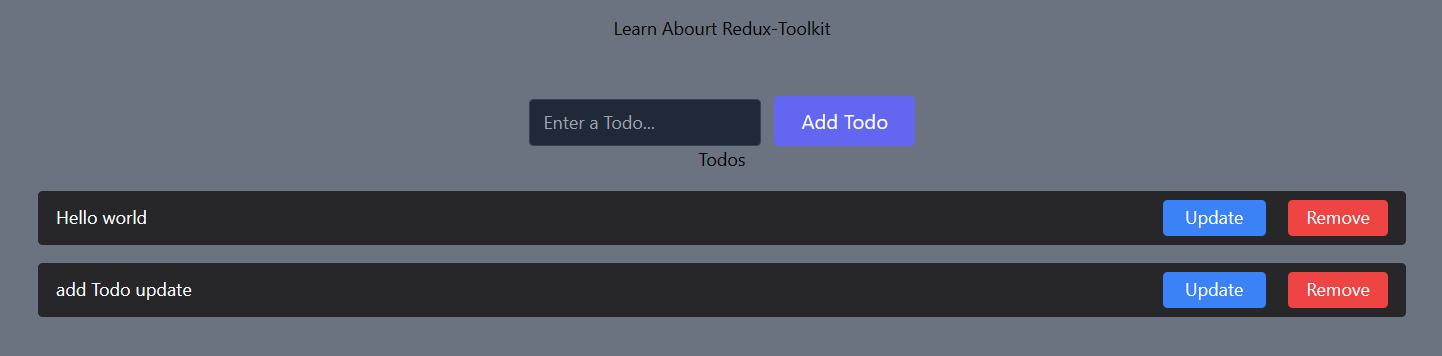 Learn Abourt Redux-Toolkit
Enter a Todo... Add Todo
Todos
Hello world Update Remove
add Todo update Update Remove